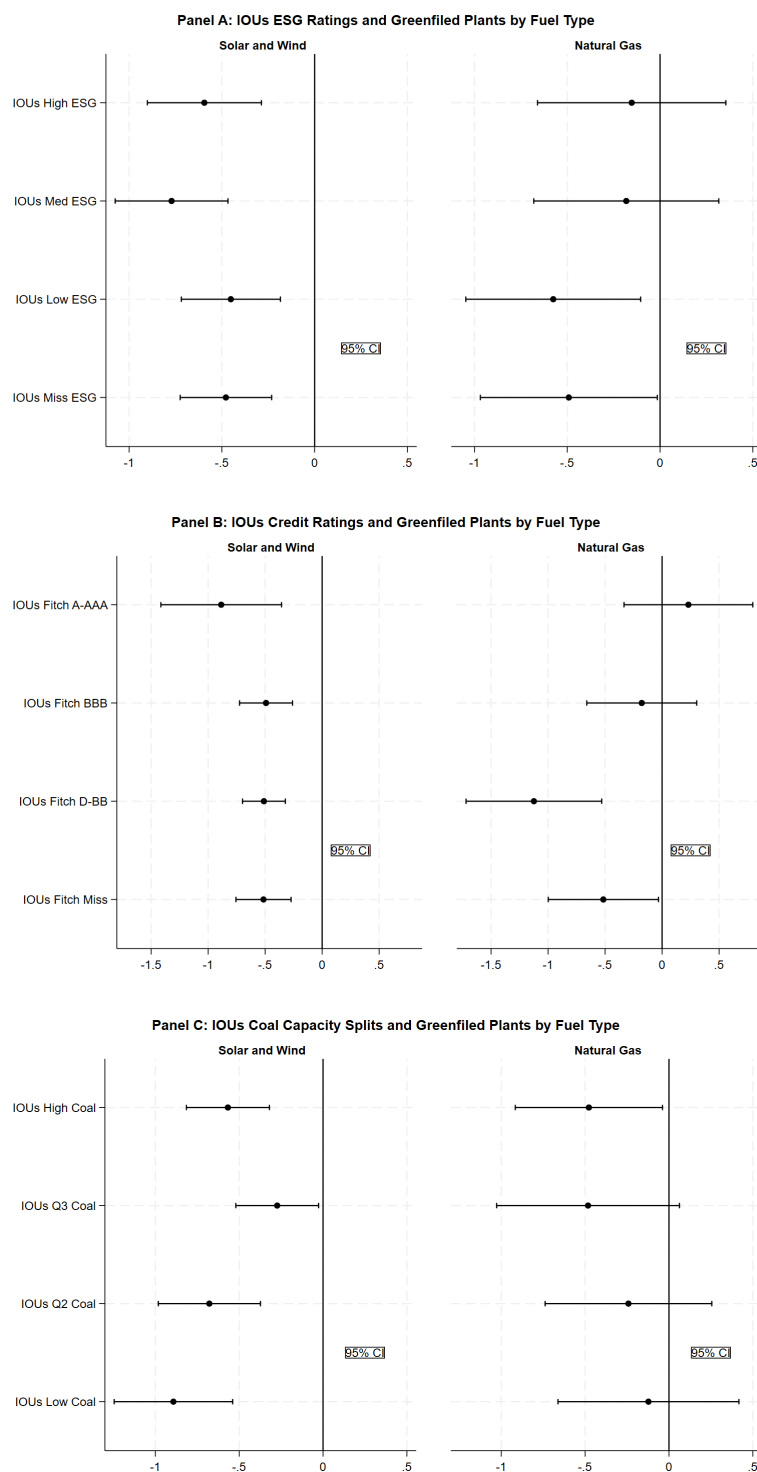 Panel A: IOUs ESG Ratings and Greenfiled Plants by Fuel Type
Solar and Wind
Natural Gas
IOUs High ESG
IOUs Med ESG
IOUs Low ESG
95% CI
95% CI
IOUs Miss ESG
-1 -.5 0 .5
-1 -.5 0 .5
Panel B: IOUs Credit Ratings and Greenfiled Plants by Fuel Type
Solar and Wind
Natural Gas
IOUs Fitch A-AAA
IOUs Fitch BBB
IOUs Fitch D-BB
95% CI
95% CI
IOUs Fitch Miss
-1.5 -1 -.5 0 .5
-1.5 -1 -.5 0 .5
Panel C: IOUs Coal Capacity Splits and Greenfiled Plants by Fuel Type
Solar and Wind
Natural Gas
IOUs High Coal
IOUs Q3 Coal
IOUs Q2 Coal
95% CI
95% CI
IOUs Low Coal
-1 -.5 0 .5
-1 -.5 0 .5